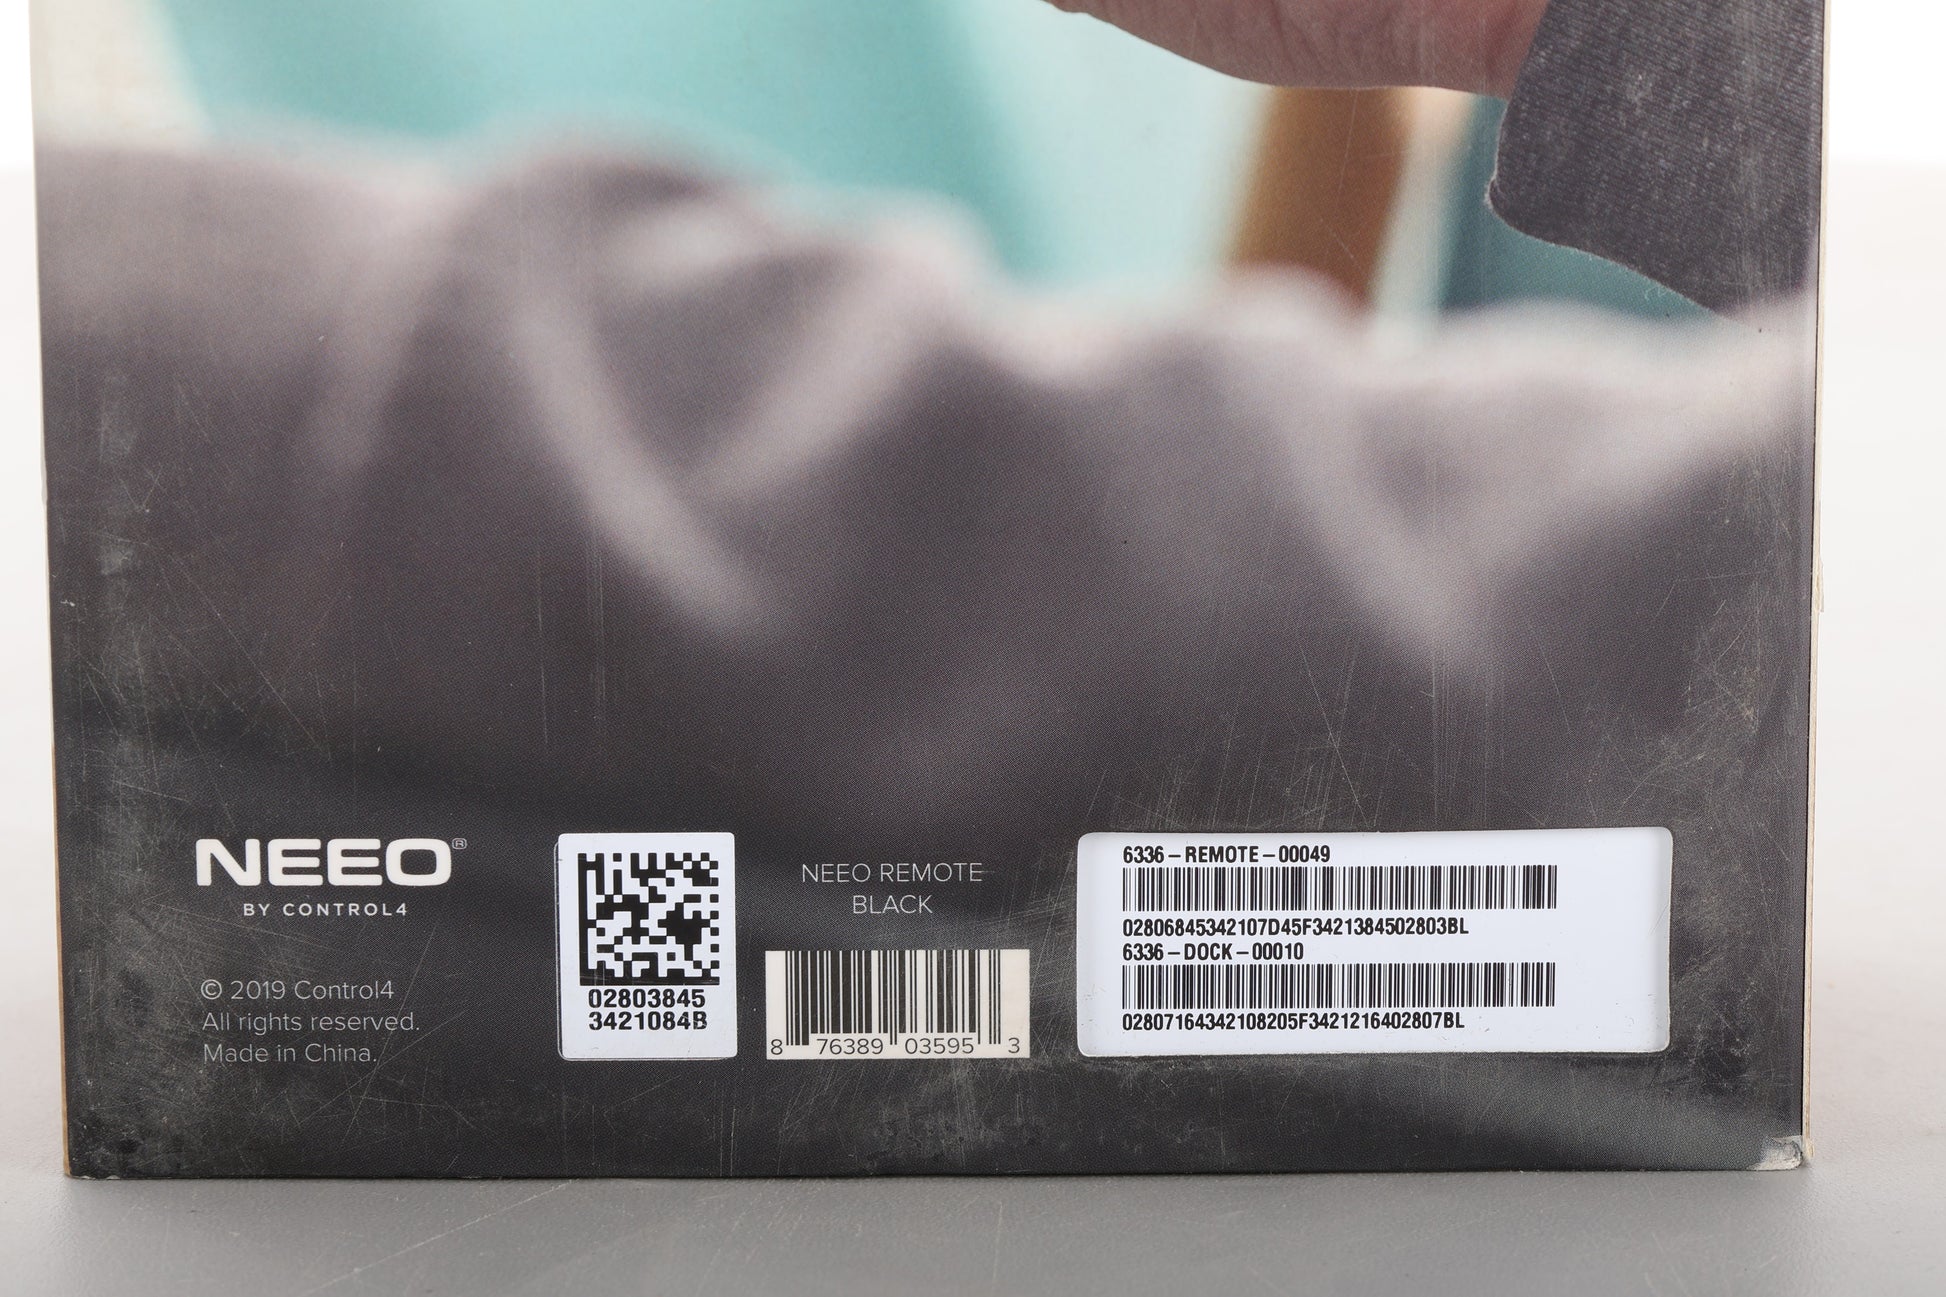 NEEO®
BY CONTROL4
© 2019 Control4
All rights reserved.
Made in China.
02803845
3421084B
NEEO REMOTE
BLACK
8 76389 03595 3
6336-REMOTE-00049
02806845342107D45F3421384502803BL
6336-DOCK-00010
02807164342108205F3421216402807BL